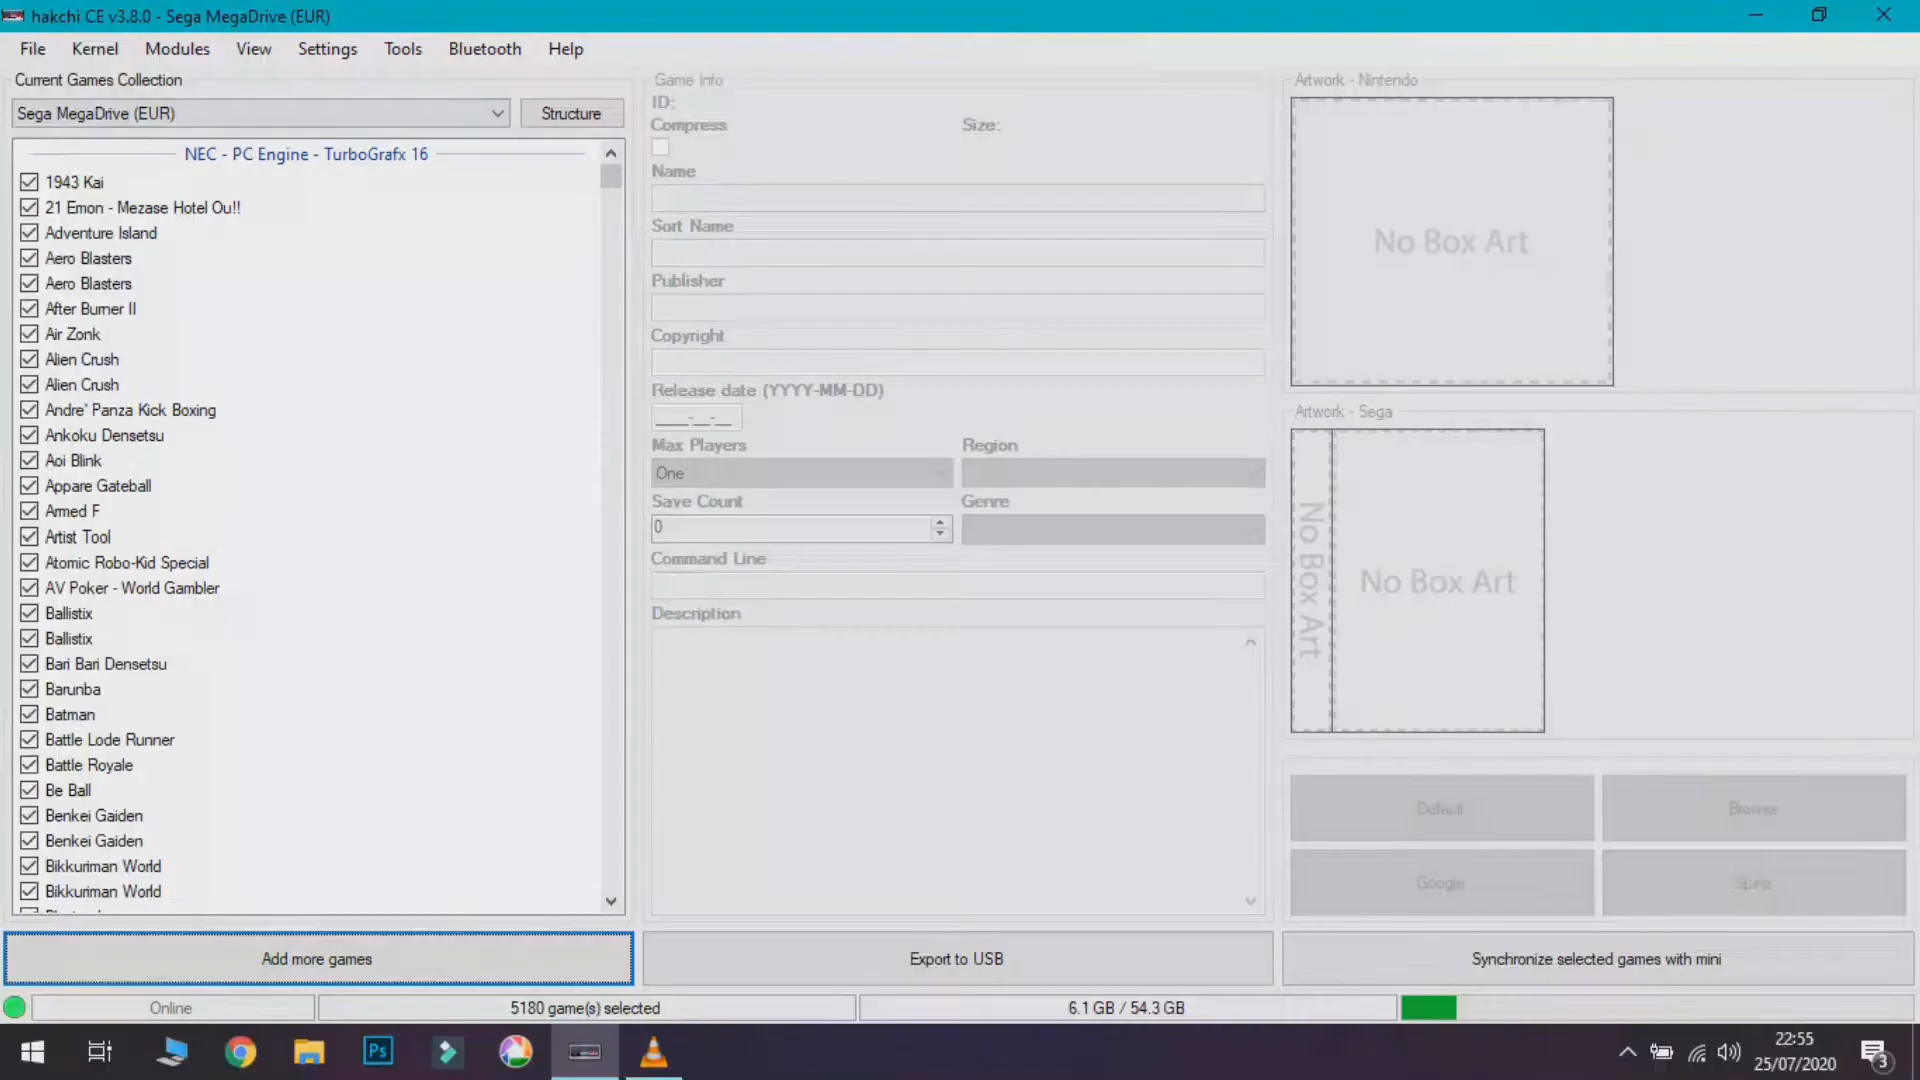 hakchi CE v3.8.0 - Sega MegaDrive (EUR)
File Kernel Modules View Settings Tools Bluetooth Help
Current Games Collection
Sega MegaDrive (EUR)
Structure
NEC - PC Engine - TurboGrafx 16
1943 Kai
21 Emon - Mezase Hotel Ou!!
Adventure Island
Aero Blasters
Aero Blasters
After Burner II
Air Zonk
Alien Crush
Alien Crush
Andre' Panza Kick Boxing
Ankoku Densetsu
Aoi Blink
Appare Gateball
Armed F
Artist Tool
Atomic Robo-Kid Special
AV Poker - World Gambler
Ballistix
Ballistix
Bari Bari Densetsu
Barunba
Batman
Battle Lode Runner
Battle Royale
Be Ball
Benkei Gaiden
Benkei Gaiden
Bikkuriman World
Bikkuriman World
Add more games
Game Info
ID:
Compress
Size:
Name
Sort Name
Publisher
Copyright
Release date (YYYY-MM-DD)
____-__-__
Max Players
Region
One
Save Count
Genre
0
Command Line
Description
Export to USB
Artwork - Nintendo
No Box Art
Artwork - Sega
No Box Art
No Box Art
Default
Browse
Google
Synchronize selected games with mini
Online
5180 game(s) selected
6.1 GB / 54.3 GB
Ps
22:55
25/07/2020
3